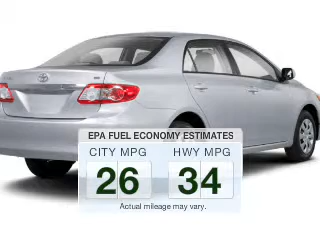 EPA FUEL ECONOMY ESTIMATES
CITY MPG HWY MPG
26 34
Actual mileage may vary.